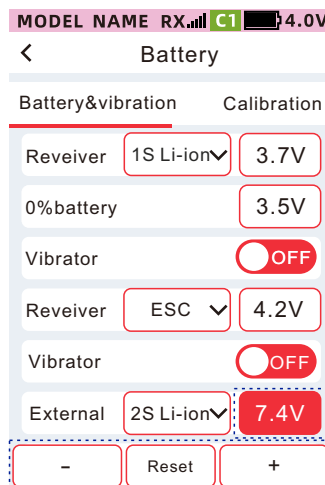 MODEL NAME RX C1 4.0V
Battery
Battery&vibration Calibration
Reveiver 1S Li-ion 3.7V
0%battery 3.5V
Vibrator OFF
Reveiver ESC 4.2V
Vibrator OFF
External 2S Li-ion 7.4V
- Reset +